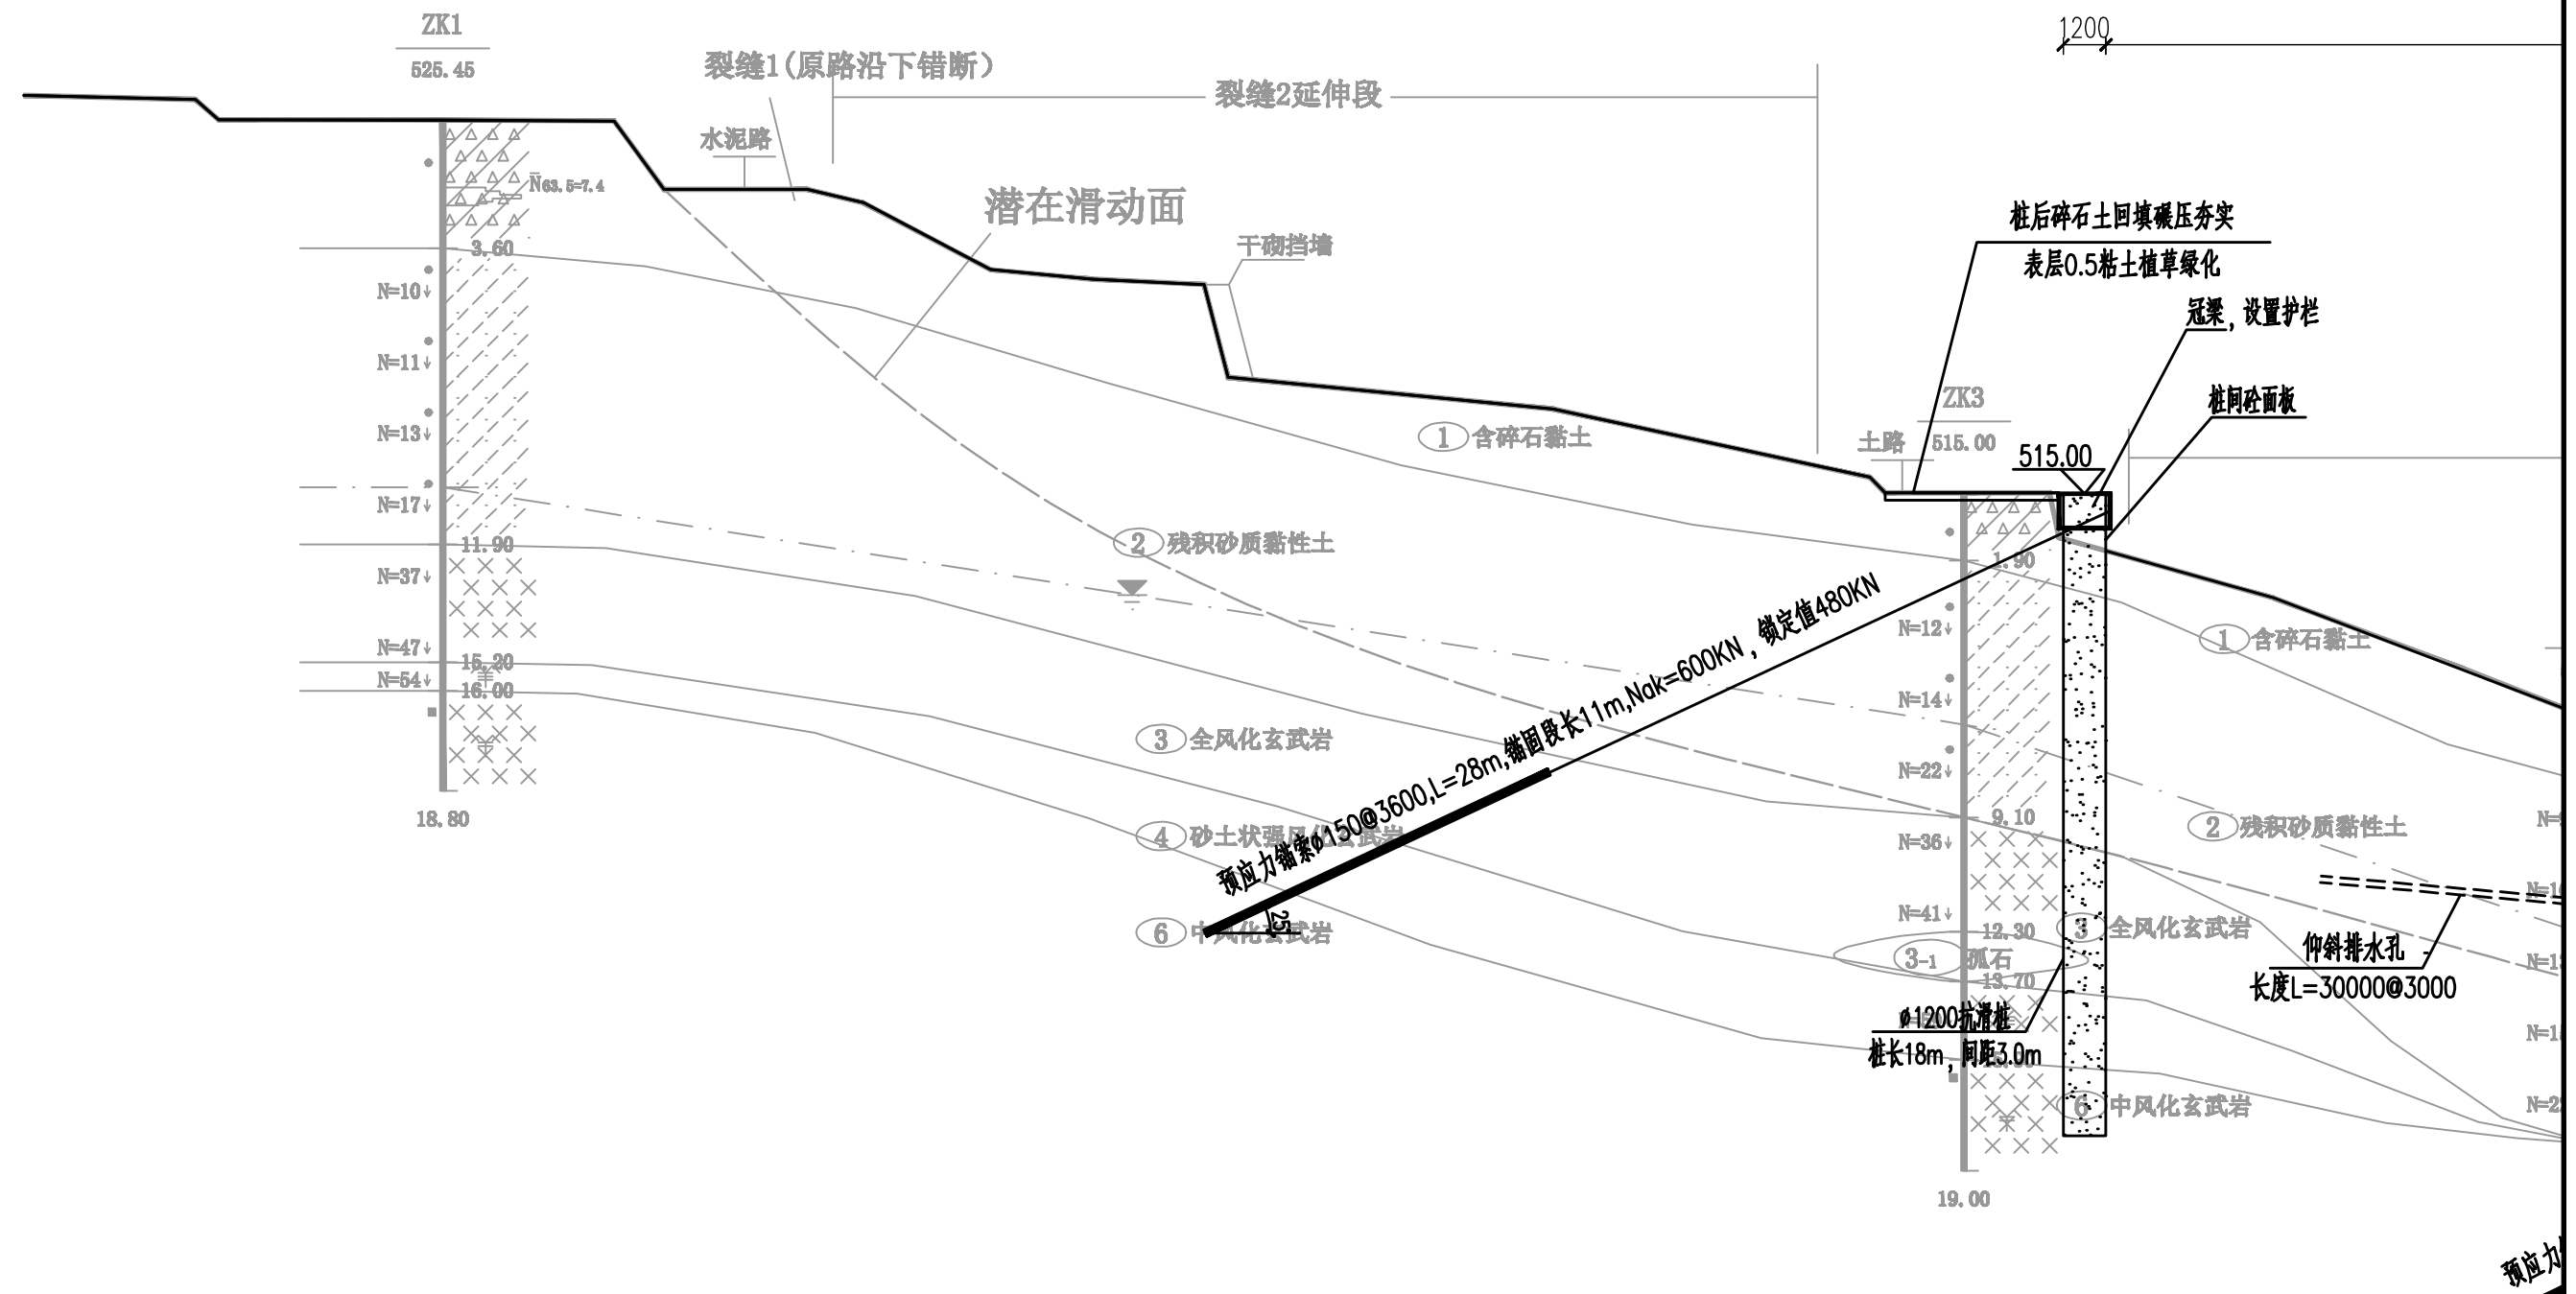 ZK1
525.45
裂缝1(原路沿下错断)
裂缝2延伸段
1200
水泥路
N63.5=7.4
潜在滑动面
干砌挡墙
桩后碎石土回填碾压夯实
表层0.5粘土植草绿化
冠梁,设置护栏
桩间砼面板
3.60
N=10
N=11
N=13
N=17
11.90
N=37
N=47
15.20
N=54
16.00
18.80
ZK3
515.00
土路
515.00
1 含碎石黏土
2 残积砂质黏性土
3 全风化玄武岩
4 砂土状强风化玄武岩
6 中风化玄武岩
预应力锚索ø150@3600,L=28m,锚固段长11m,Nak=600KN,锁定值480KN
25°
1.90
N=12
N=14
N=22
9.10
N=36
N=41
12.30
3-1 孤石
13.70
ø1200抗滑桩
桩长18m,间距3.0m
19.00
1 含碎石黏土
2 残积砂质黏性土
3 全风化玄武岩
6 中风化玄武岩
仰斜排水孔
长度L=30000@3000
预应力